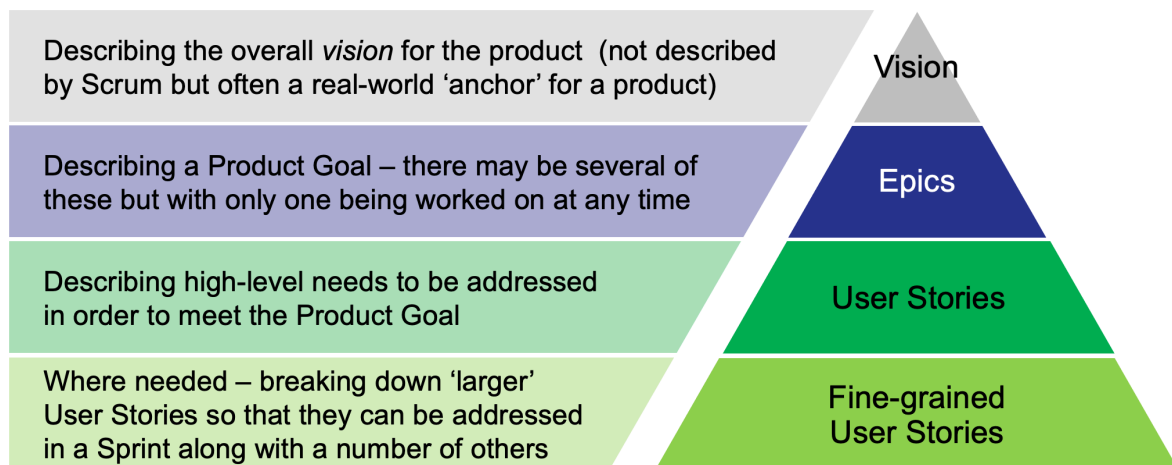 Describing the overall vision for the product  (not described
by Scrum but often a real-world ‘anchor’ for a product)
Vision
Describing a Product Goal – there may be several of
these but with only one being worked on at any time
Epics
Describing high-level needs to be addressed
in order to meet the Product Goal
User Stories
Where needed – breaking down ‘larger’
User Stories so that they can be addressed
in a Sprint along with a number of others
Fine-grained
User Stories